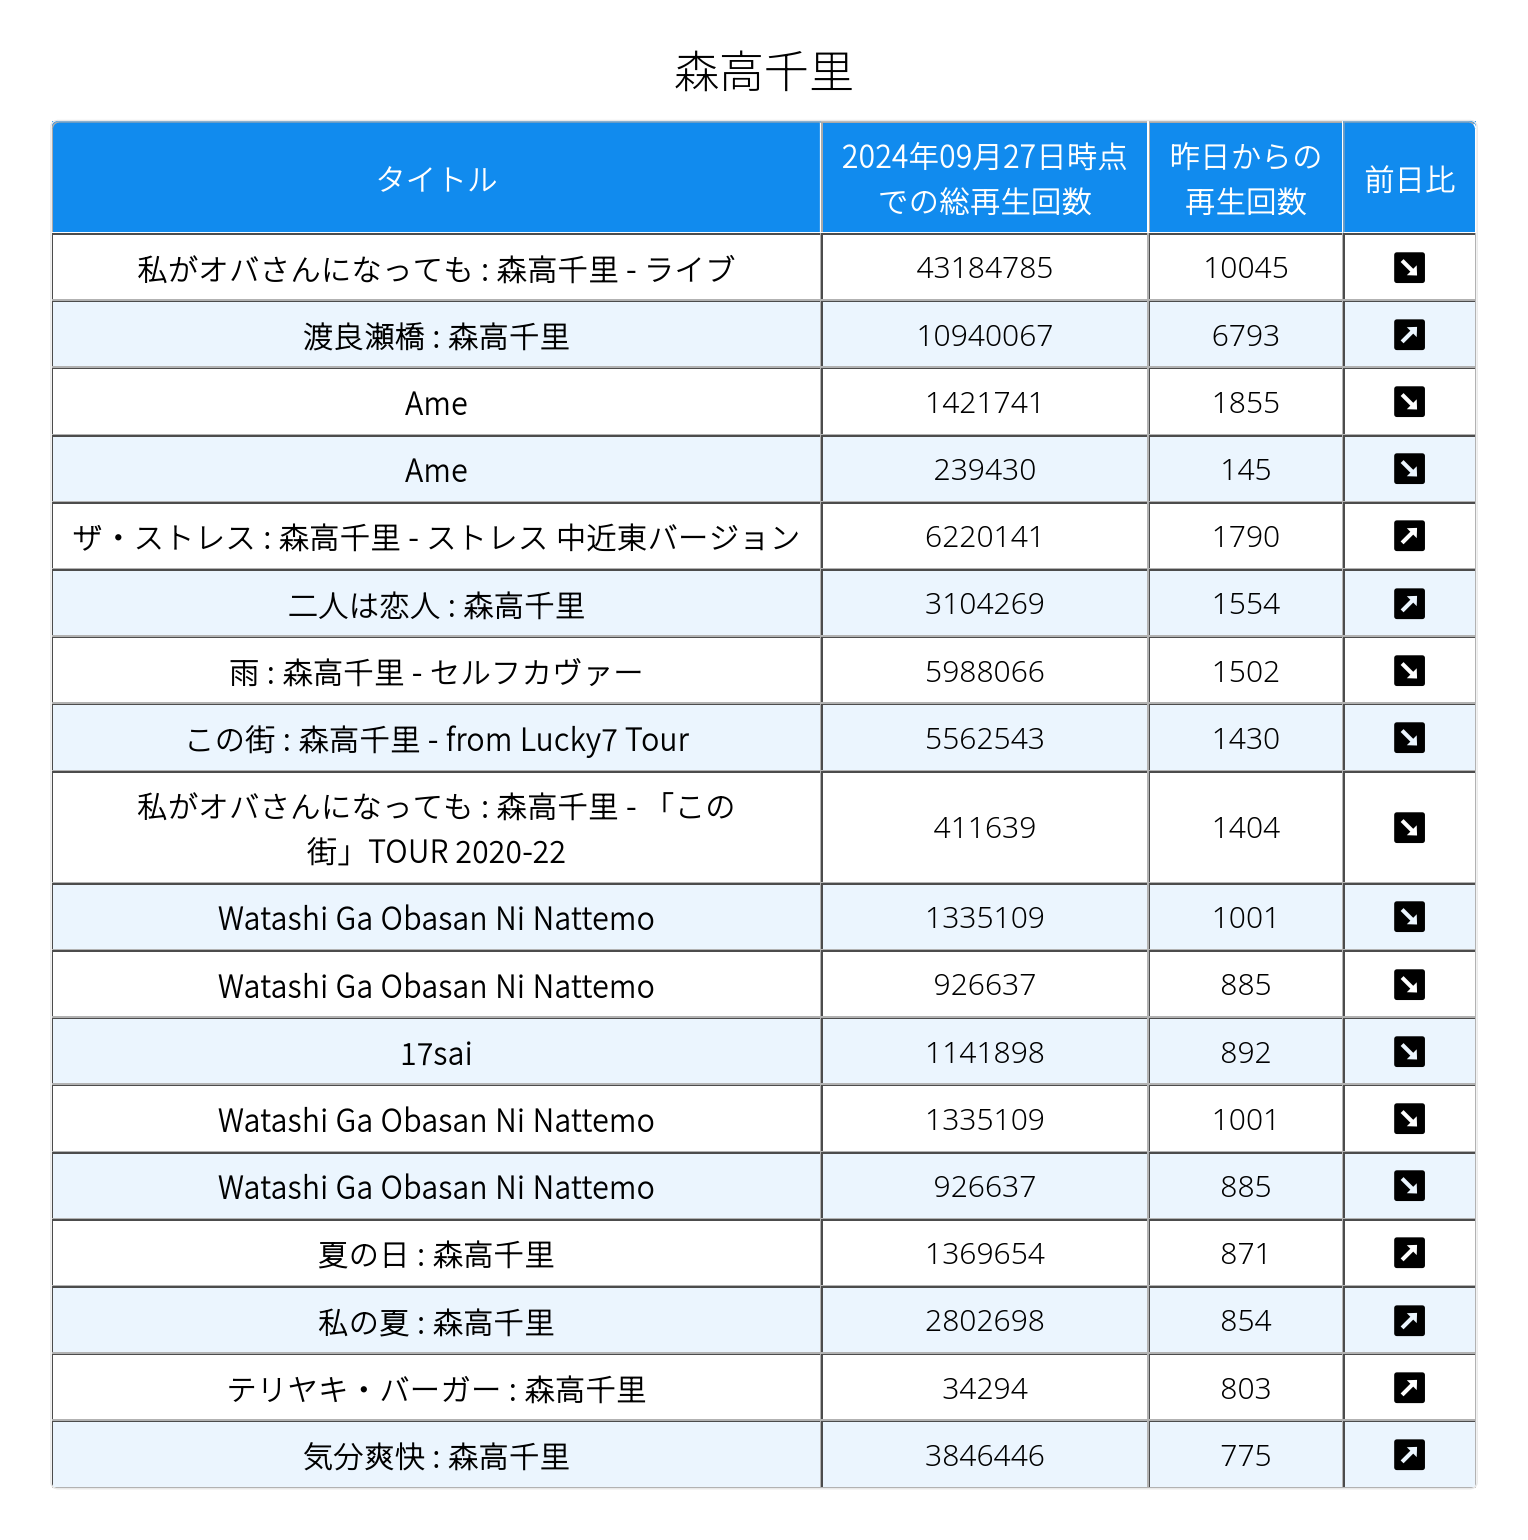 森高千里
タイトル
2024年09月27日時点
での総再生回数
昨日からの
再生回数
前日比
私がオバさんになっても : 森高千里 - ライブ 43184785 10045 ↘
渡良瀬橋 : 森高千里 10940067 6793 ↗
Ame 1421741 1855 ↘
Ame 239430 145 ↘
ザ・ストレス : 森高千里 - ストレス 中近東バージョン 6220141 1790 ↗
二人は恋人 : 森高千里 3104269 1554 ↗
雨 : 森高千里 - セルフカヴァー 5988066 1502 ↘
この街 : 森高千里 - from Lucky7 Tour 5562543 1430 ↘
私がオバさんになっても : 森高千里 - 「この
街」TOUR 2020-22 411639 1404 ↘
Watashi Ga Obasan Ni Nattemo 1335109 1001 ↘
Watashi Ga Obasan Ni Nattemo 926637 885 ↘
17sai 1141898 892 ↘
Watashi Ga Obasan Ni Nattemo 1335109 1001 ↘
Watashi Ga Obasan Ni Nattemo 926637 885 ↘
夏の日 : 森高千里 1369654 871 ↗
私の夏 : 森高千里 2802698 854 ↗
テリヤキ・バーガー : 森高千里 34294 803 ↗
気分爽快 : 森高千里 3846446 775 ↗